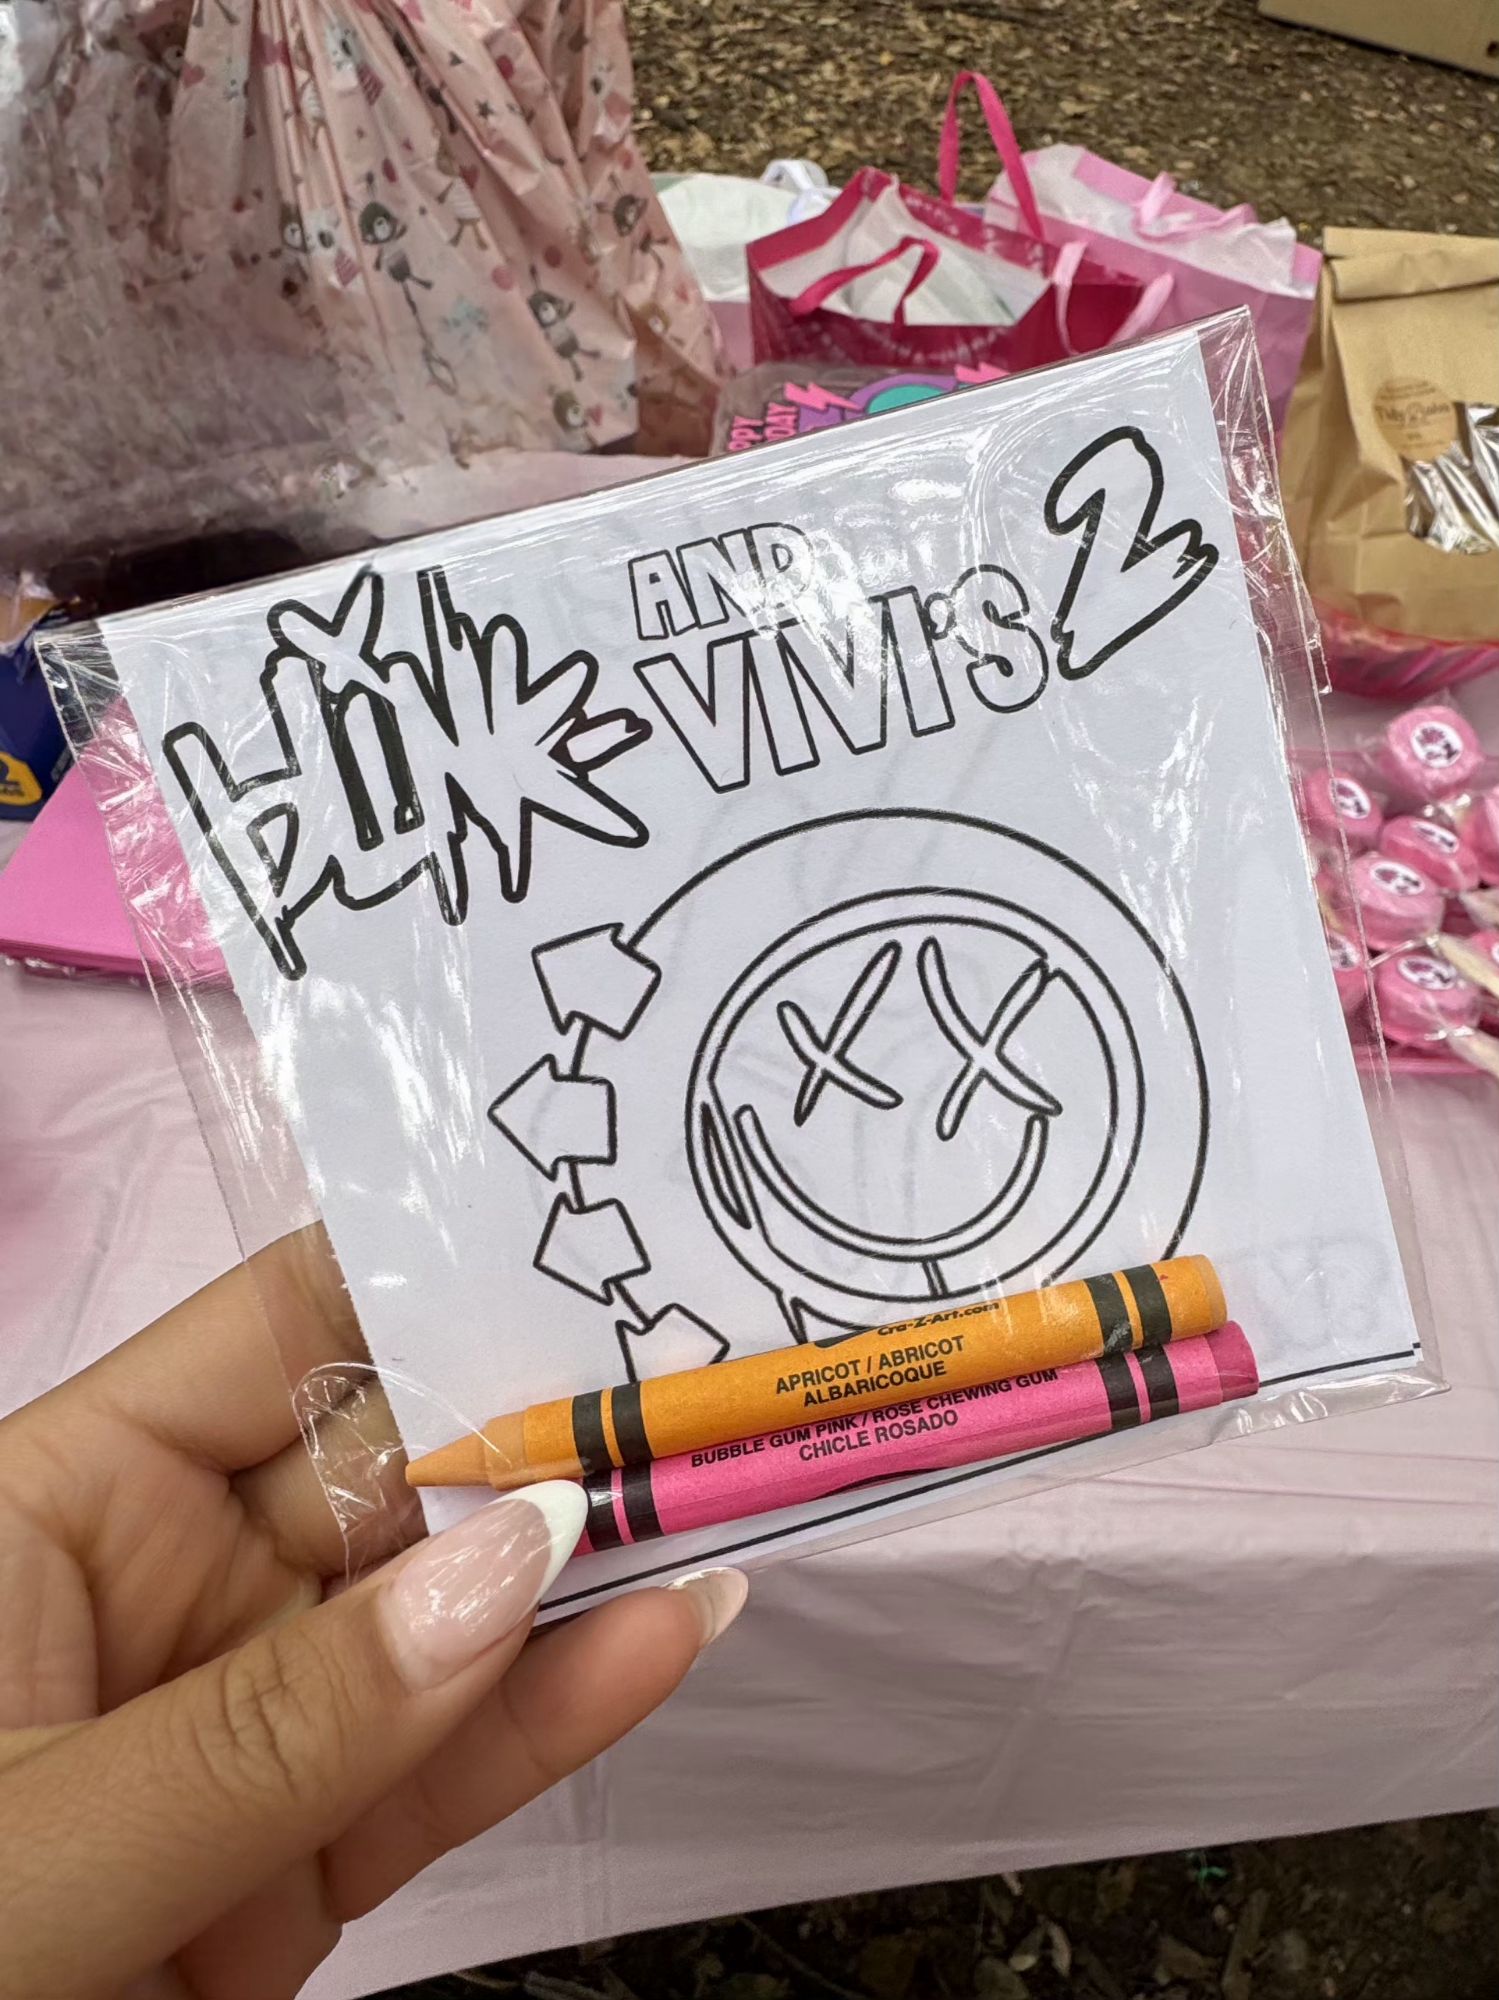 blink
AND
VIVI'S
2
Cra-Z-Art.com
APRICOT / ABRICOT
ALBARICOQUE
BUBBLE GUM PINK / ROSE CHEWING GUM
CHICLE ROSADO